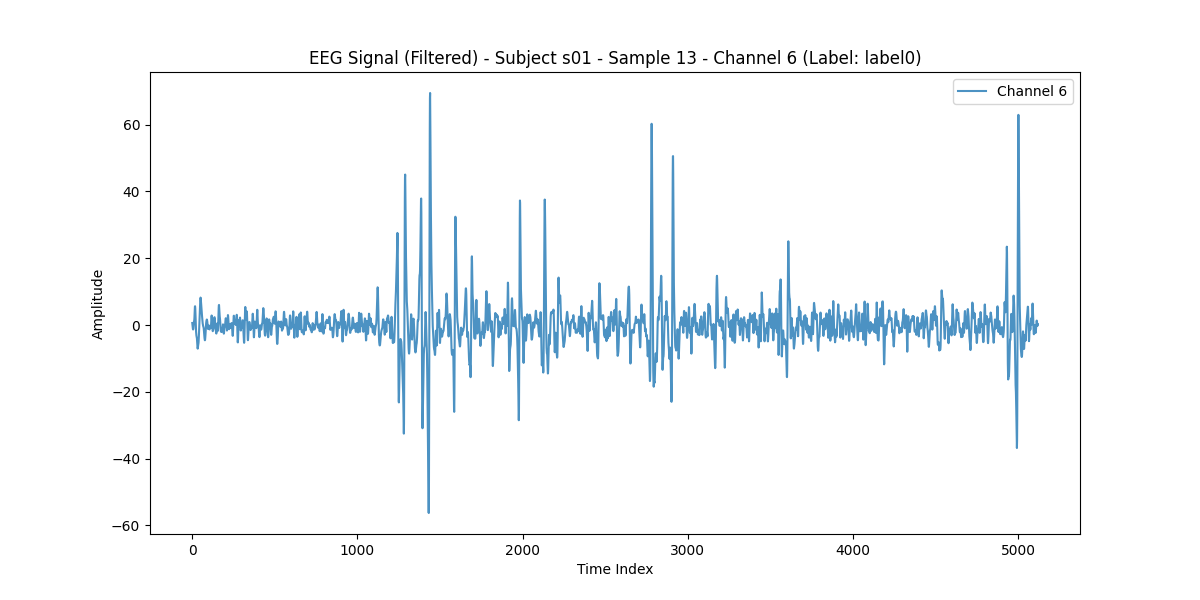 EEG Signal (Filtered) - Subject s01 - Sample 13 - Channel 6 (Label: label0)
Channel 6
60
40
20
0
−20
−40
−60
Amplitude
0 1000 2000 3000 4000 5000
Time Index